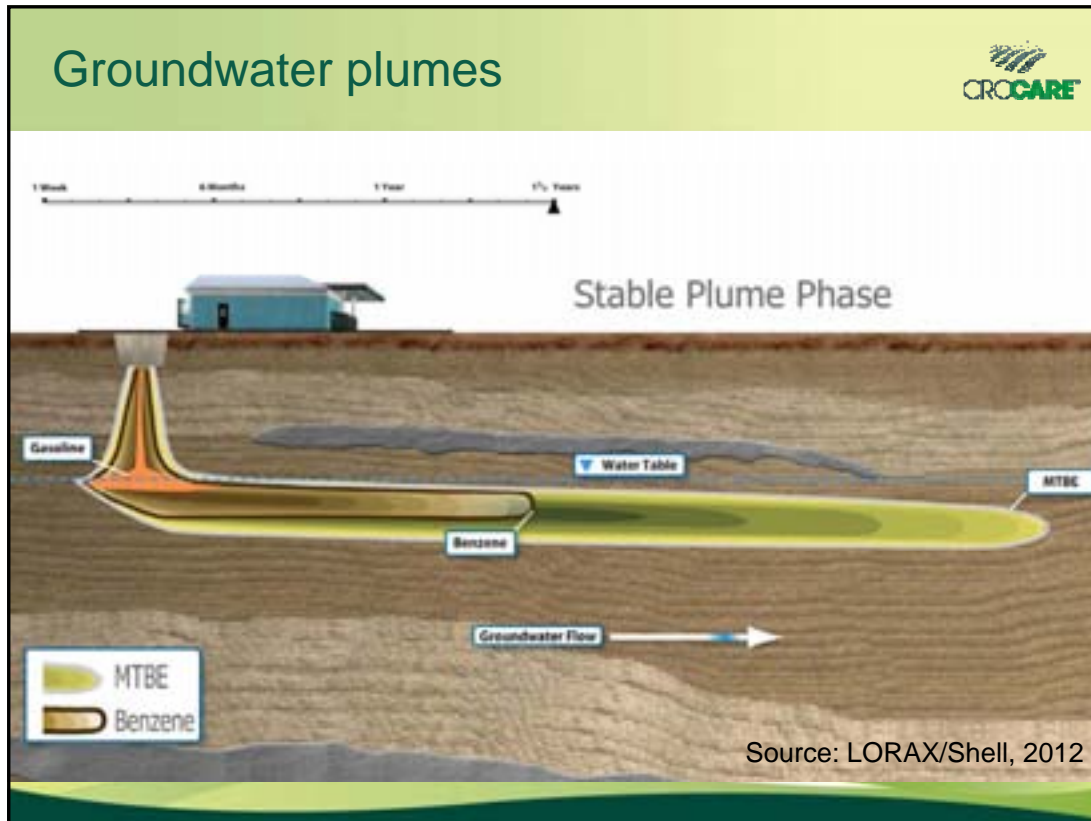 Groundwater plumes
CROCARE
1 Week
6 Months
1 Year
1½ Years
Stable Plume Phase
Gasoline
Water Table
MTBE
Benzene
Groundwater Flow
MTBE
Benzene
Source: LORAX/Shell, 2012